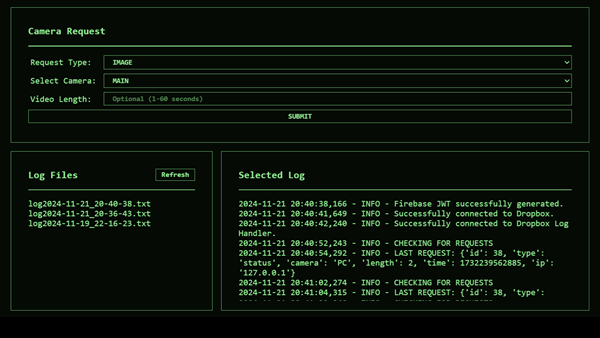 Camera Request
Request Type: IMAGE
Select Camera: MAIN
Video Length: Optional (1-60 seconds)
SUBMIT
Log Files
Refresh
log2024-11-21_20-40-38.txt
log2024-11-21_20-36-43.txt
log2024-11-19_22-16-23.txt
Selected Log
2024-11-21 20:40:38,166 - INFO - Firebase JWT successfully generated.
2024-11-21 20:40:41,649 - INFO - Successfully connected to Dropbox.
2024-11-21 20:40:42,240 - INFO - Successfully connected to Dropbox Log
Handler.
2024-11-21 20:40:52,243 - INFO - CHECKING FOR REQUESTS
2024-11-21 20:40:54,292 - INFO - LAST REQUEST: {'id': 38, 'type':
'status', 'camera': 'PC', 'length': 2, 'time': 1732239562885, 'ip':
'127.0.0.1'}
2024-11-21 20:41:02,274 - INFO - CHECKING FOR REQUESTS
2024-11-21 20:41:04,315 - INFO - LAST REQUEST: {'id': 38, 'type':